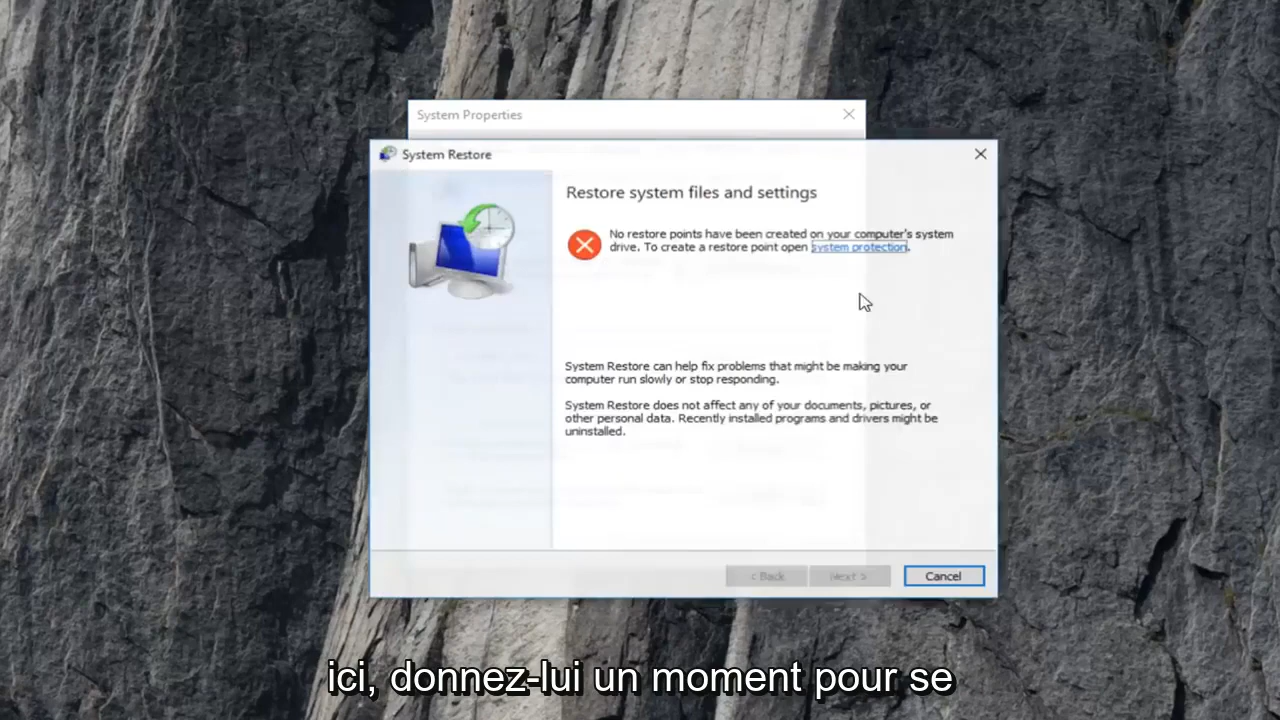 System Properties
System Restore
Restore system files and settings
No restore points have been created on your computer's system
drive. To create a restore point open system protection.
System Restore can help fix problems that might be making your
computer run slowly or stop responding.
System Restore does not affect any of your documents, pictures, or
other personal data. Recently installed programs and drivers might be
uninstalled.
< Back Next > Cancel
ici, donnez-lui un moment pour se